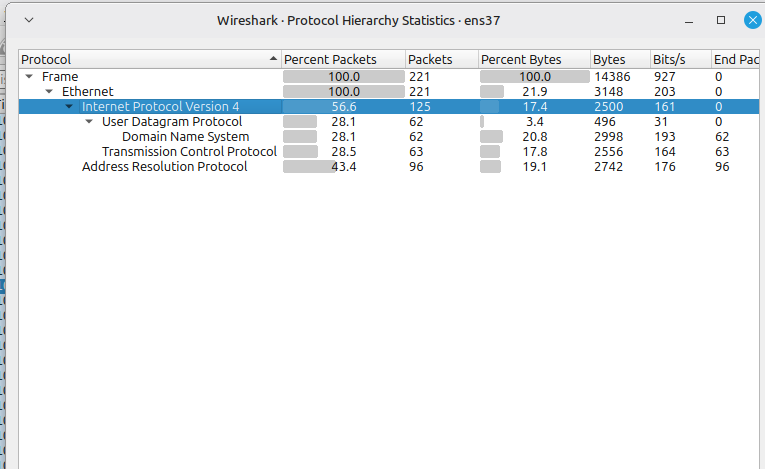 Wireshark · Protocol Hierarchy Statistics · ens37
Protocol Percent Packets Packets Percent Bytes Bytes Bits/s End Pac
Frame 100.0 221 100.0 14386 927 0
Ethernet 100.0 221 21.9 3148 203 0
Internet Protocol Version 4 56.6 125 17.4 2500 161 0
User Datagram Protocol 28.1 62 3.4 496 31 0
Domain Name System 28.1 62 20.8 2998 193 62
Transmission Control Protocol 28.5 63 17.8 2556 164 63
Address Resolution Protocol 43.4 96 19.1 2742 176 96